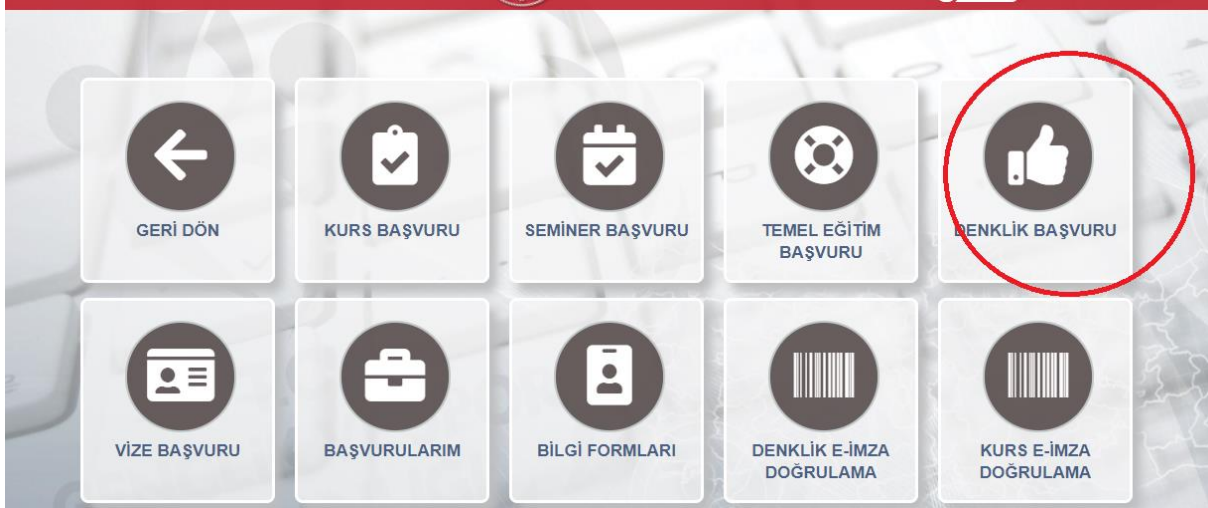 GERİ DÖN
KURS BAŞVURU
SEMİNER BAŞVURU
TEMEL EĞİTİM
BAŞVURU
DENKLİK BAŞVURU
VİZE BAŞVURU
BAŞVURULARIM
BİLGİ FORMLARI
DENKLİK E-İMZA
DOĞRULAMA
KURS E-İMZA
DOĞRULAMA